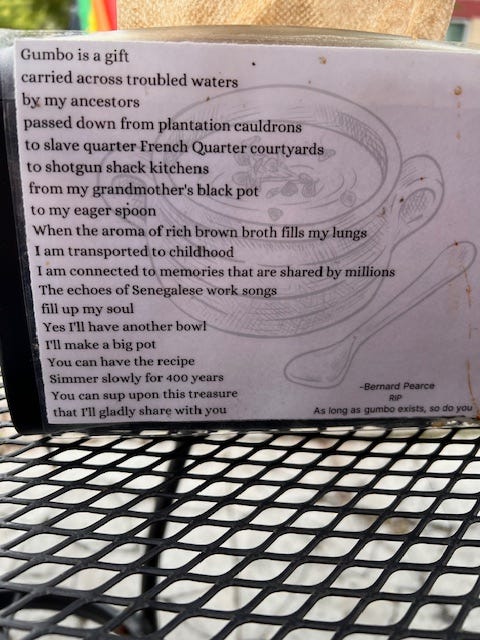 Gumbo is a gift
carried across troubled waters
by my ancestors
passed down from plantation cauldrons
to slave quarter French Quarter courtyards
to shotgun shack kitchens
from my grandmother's black pot
to my eager spoon
When the aroma of rich brown broth fills my lungs
I am transported to childhood
I am connected to memories that are shared by millions
The echoes of Senegalese work songs
fill up my soul
Yes I'll have another bowl
I'll make a big pot
You can have the recipe
Simmer slowly for 400 years
You can sup upon this treasure
that I'll gladly share with you
~Bernard Pearce
RIP
As long as gumbo exists, so do you